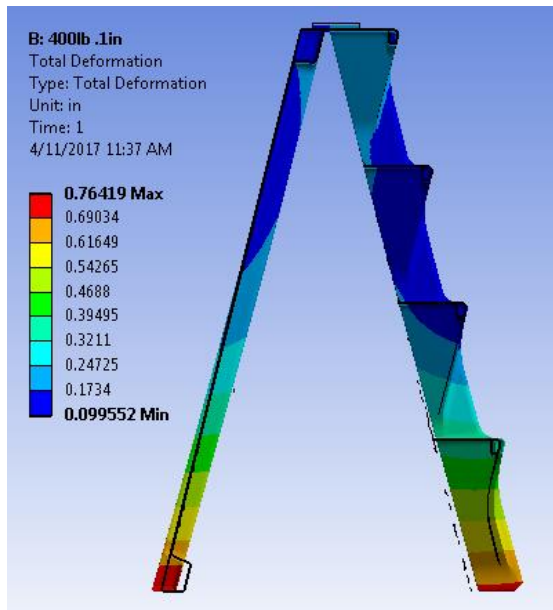 B: 400lb .1in
Total Deformation
Type: Total Deformation
Unit: in
Time: 1
4/11/2017 11:37 AM
0.76419 Max
0.69034
0.61649
0.54265
0.4688
0.39495
0.3211
0.24725
0.1734
0.099552 Min